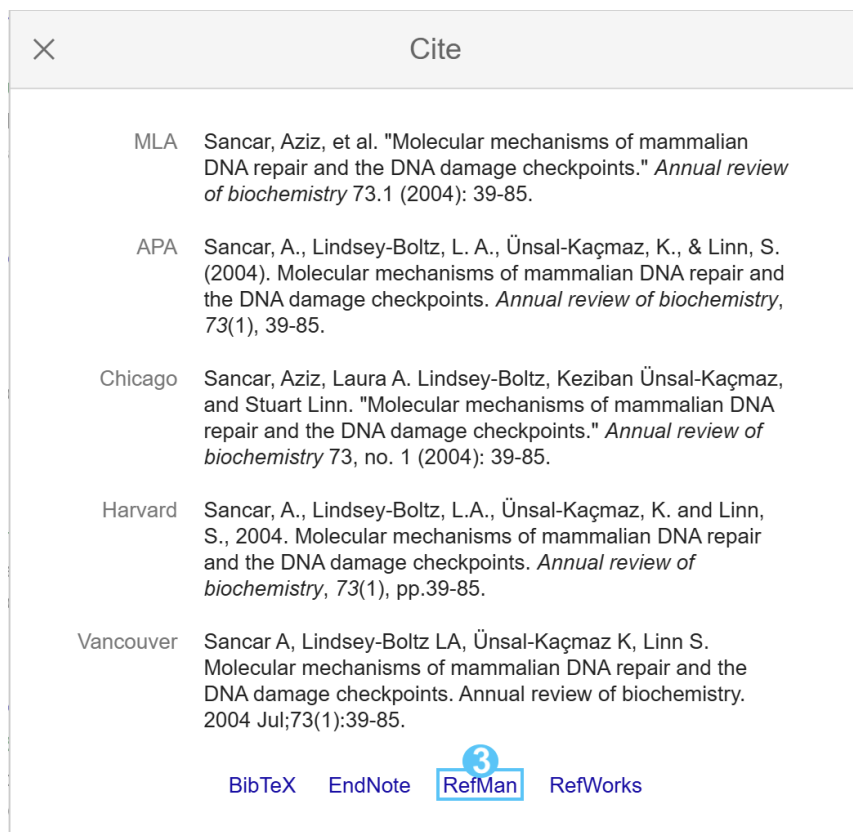 Cite
MLA Sancar, Aziz, et al. "Molecular mechanisms of mammalian
DNA repair and the DNA damage checkpoints." Annual review
of biochemistry 73.1 (2004): 39-85.
APA Sancar, A., Lindsey-Boltz, L. A., Ünsal-Kaçmaz, K., & Linn, S.
(2004). Molecular mechanisms of mammalian DNA repair and
the DNA damage checkpoints. Annual review of biochemistry,
73(1), 39-85.
Chicago Sancar, Aziz, Laura A. Lindsey-Boltz, Keziban Ünsal-Kaçmaz,
and Stuart Linn. "Molecular mechanisms of mammalian DNA
repair and the DNA damage checkpoints." Annual review of
biochemistry 73, no. 1 (2004): 39-85.
Harvard Sancar, A., Lindsey-Boltz, L.A., Ünsal-Kaçmaz, K. and Linn,
S., 2004. Molecular mechanisms of mammalian DNA repair
and the DNA damage checkpoints. Annual review of
biochemistry, 73(1), pp.39-85.
Vancouver Sancar A, Lindsey-Boltz LA, Ünsal-Kaçmaz K, Linn S.
Molecular mechanisms of mammalian DNA repair and the
DNA damage checkpoints. Annual review of biochemistry.
2004 Jul;73(1):39-85.
3
BibTeX EndNote RefMan RefWorks